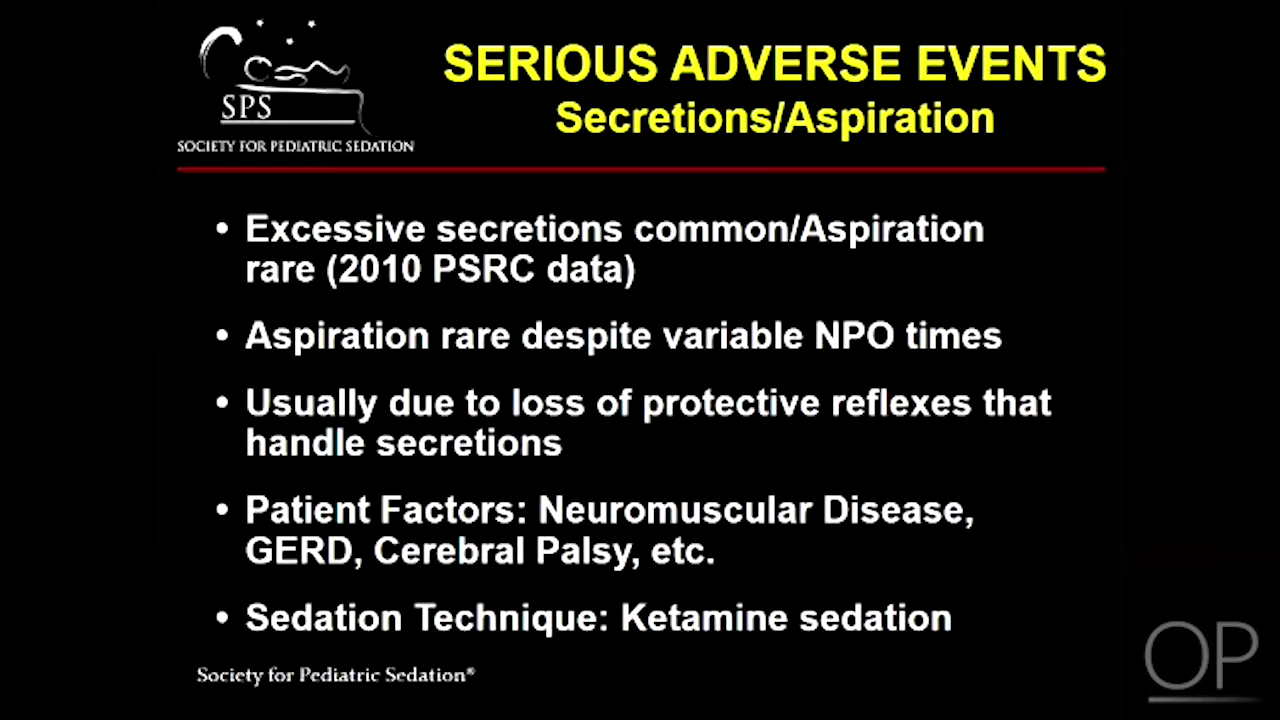 SPS
SOCIETY FOR PEDIATRIC SEDATION
SERIOUS ADVERSE EVENTS
Secretions/Aspiration
• Excessive secretions common/Aspiration
rare (2010 PSRC data)
• Aspiration rare despite variable NPO times
• Usually due to loss of protective reflexes that
handle secretions
• Patient Factors: Neuromuscular Disease,
GERD, Cerebral Palsy, etc.
• Sedation Technique: Ketamine sedation
Society for Pediatric Sedation®
OP